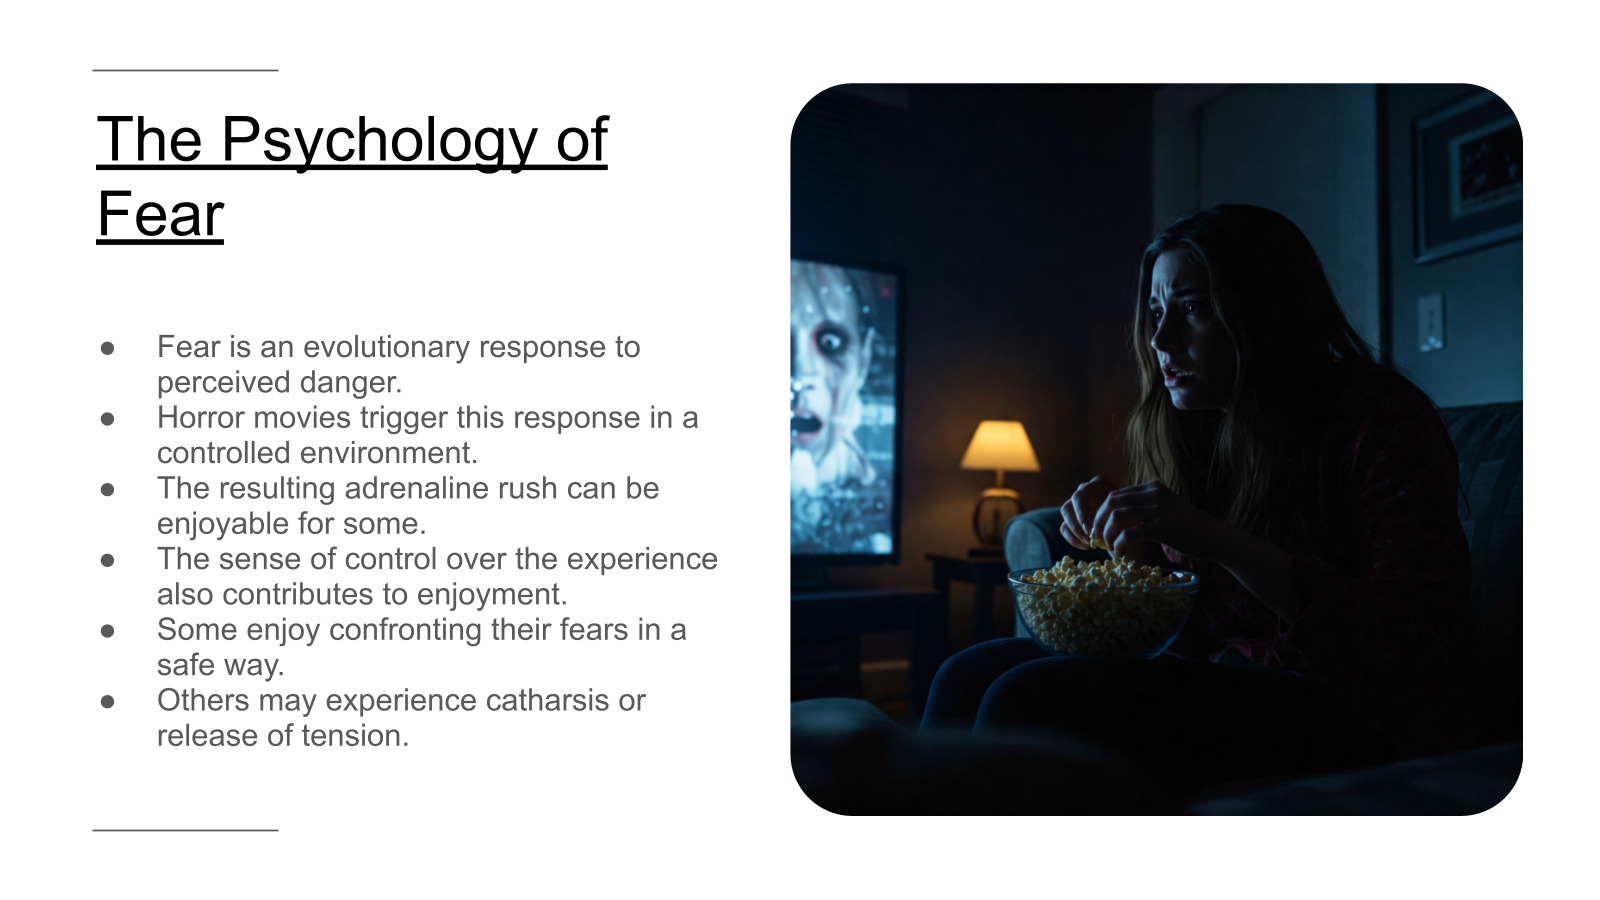 The Psychology of
Fear
● Fear is an evolutionary response to
perceived danger.
● Horror movies trigger this response in a
controlled environment.
● The resulting adrenaline rush can be
enjoyable for some.
● The sense of control over the experience
also contributes to enjoyment.
● Some enjoy confronting their fears in a
safe way.
● Others may experience catharsis or
release of tension.